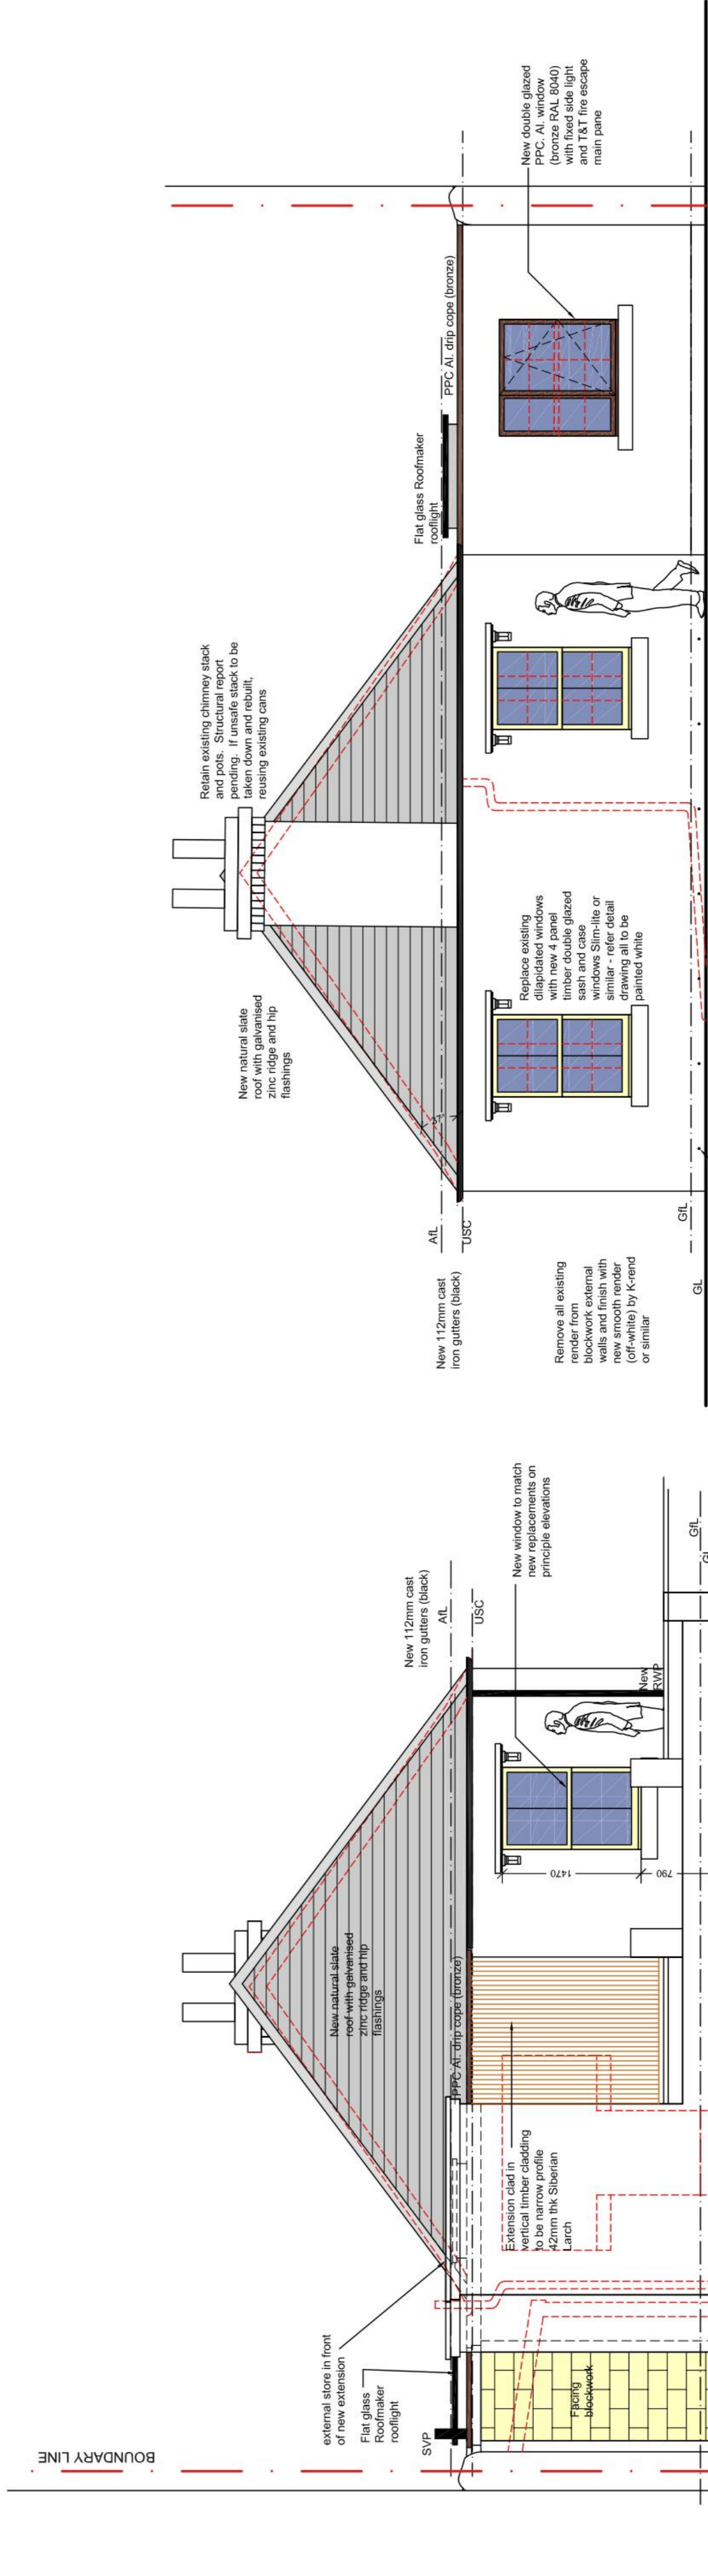 BOUNDARY LINE
external store in front
of new extension
Flat glass
Roofmaker
rooflight
SVP
Facing
blockwork
Extension clad in
vertical timber cladding
to be narrow profile
42mm thk Siberian
Larch
PPC Al. drip cope (bronze)
New natural slate
roof with galvanised
zinc ridge and hip
flashings
1470
790
New
RWP
New 112mm cast
iron gutters (black)
AfL
USC
New window to match
new replacements on
principle elevations
GfL
New 112mm cast
iron gutters (black)
AfL
USC
Remove all existing
render from
blockwork external
walls and finish with
new smooth render
(off-white) by K-rend
or similar
GfL
GL
New natural slate
roof with galvanised
zinc ridge and hip
flashings
Replace existing
dilapidated windows
with new 4 panel
timber double glazed
sash and case
windows Slim-lite or
similar - refer detail
drawing all to be
painted white
Retain existing chimney stack
and pots. Structural report
pending. If unsafe stack to be
taken down and rebuilt,
reusing existing cans
Flat glass Roofmaker
rooflight
PPC Al. drip cope (bronze)
New double glazed
PPC. Al. window
(bronze RAL 8040)
with fixed side light
and T&T fire escape
main pane